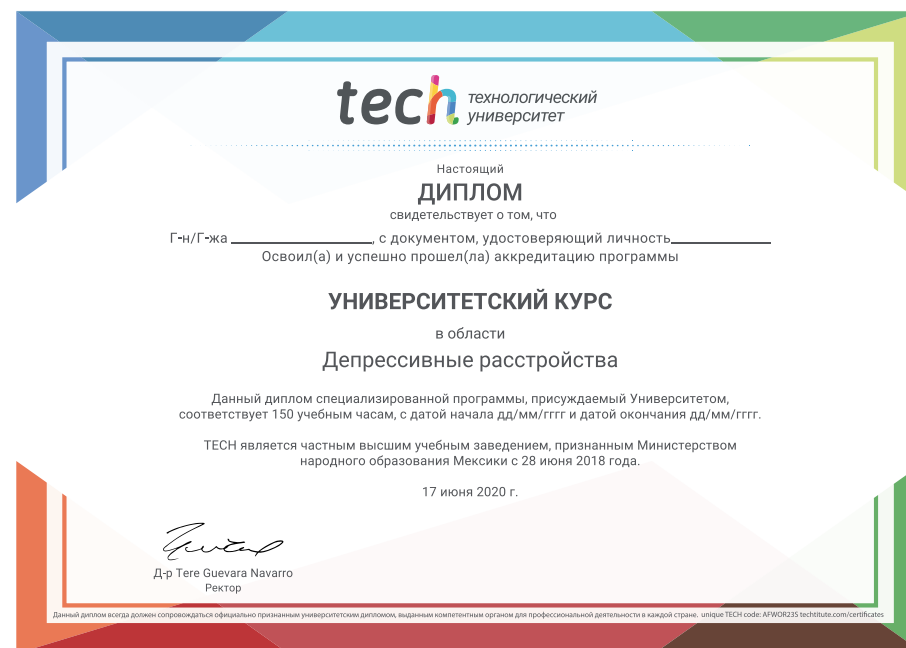 tech технологический
университет
Настоящий
ДИПЛОМ
свидетельствует о том, что
Г-н/Г-жа ________________, с документом, удостоверяющий личность____________
Освоил(а) и успешно прошел(ла) аккредитацию программы
УНИВЕРСИТЕТСКИЙ КУРС
в области
Депрессивные расстройства
Данный диплом специализированной программы, присуждаемый Университетом,
соответствует 150 учебным часам, с датой начала дд/мм/гггг и датой окончания дд/мм/гггг.
TECH является частным высшим учебным заведением, признанным Министерством
народного образования Мексики с 28 июня 2018 года.
17 июня 2020 г.
Д-р Tere Guevara Navarro
Ректор
Данный диплом всегда должен сопровождаться официально признанным университетским дипломом, выданным компетентным органом для профессиональной деятельности в каждой стране. unique TECH code: AFWOR23S techtitute.com/certificates